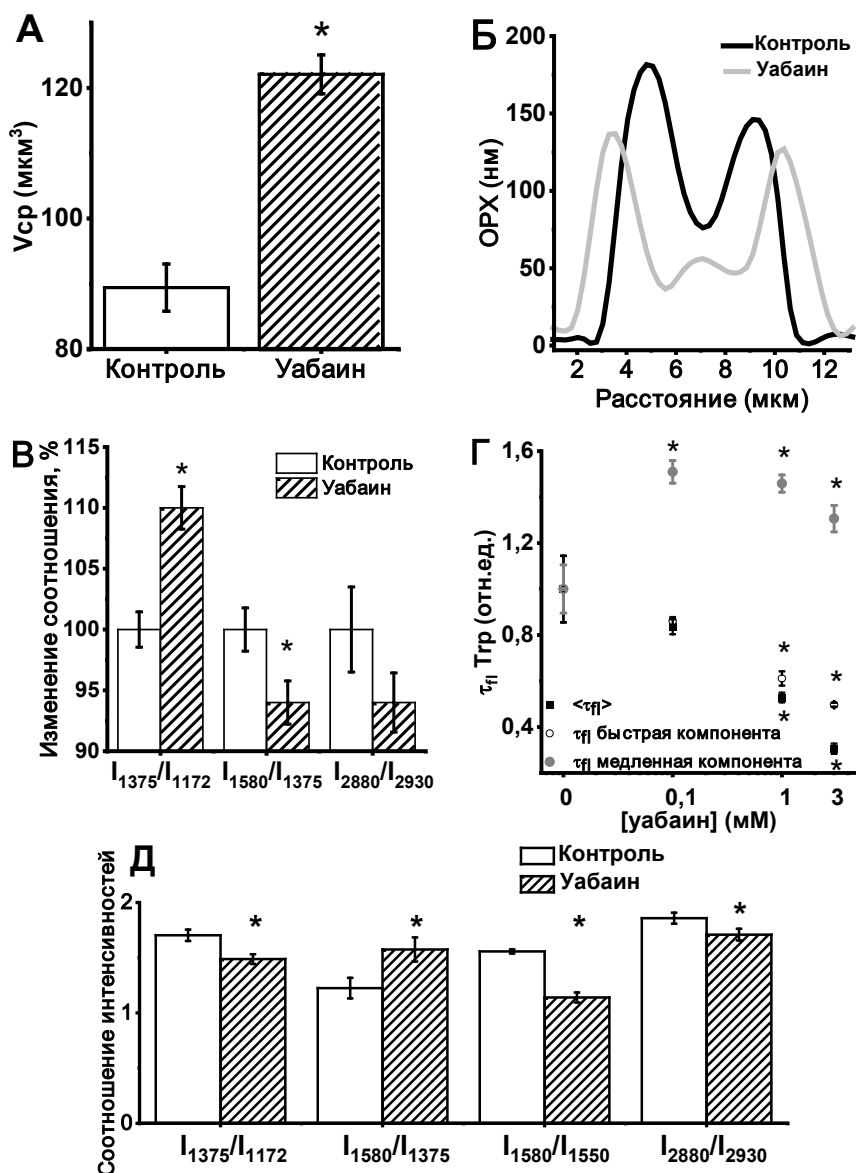 А
Vcp (мкм³)
120
100
80
*
Контроль
Уабаин
Б
ОРХ (нм)
200
150
100
50
0
Контроль
Уабаин
2
4
6
8
10
12
Расстояние (мкм)
В
Изменение соотношения, %
115
110
105
100
95
90
Контроль
Уабаин
*
*
I₁₃₇₅/I₁₁₇₂
I₁₅₈₀/I₁₃₇₅
I₂₈₈₀/I₂₉₃₀
Г
τfl Trp (отн.ед.)
1,6
1,2
0,8
0,4
*
*
*
*
*
*
*
<τfl>
τfl быстрая компонента
τfl медленная компонента
0
0,1
1
3
[уабаин] (мМ)
Д
Соотношение интенсивностей
2
1
0
Контроль
Уабаин
*
*
*
*
I₁₃₇₅/I₁₁₇₂
I₁₅₈₀/I₁₃₇₅
I₁₅₈₀/I₁₅₅₀
I₂₈₈₀/I₂₉₃₀